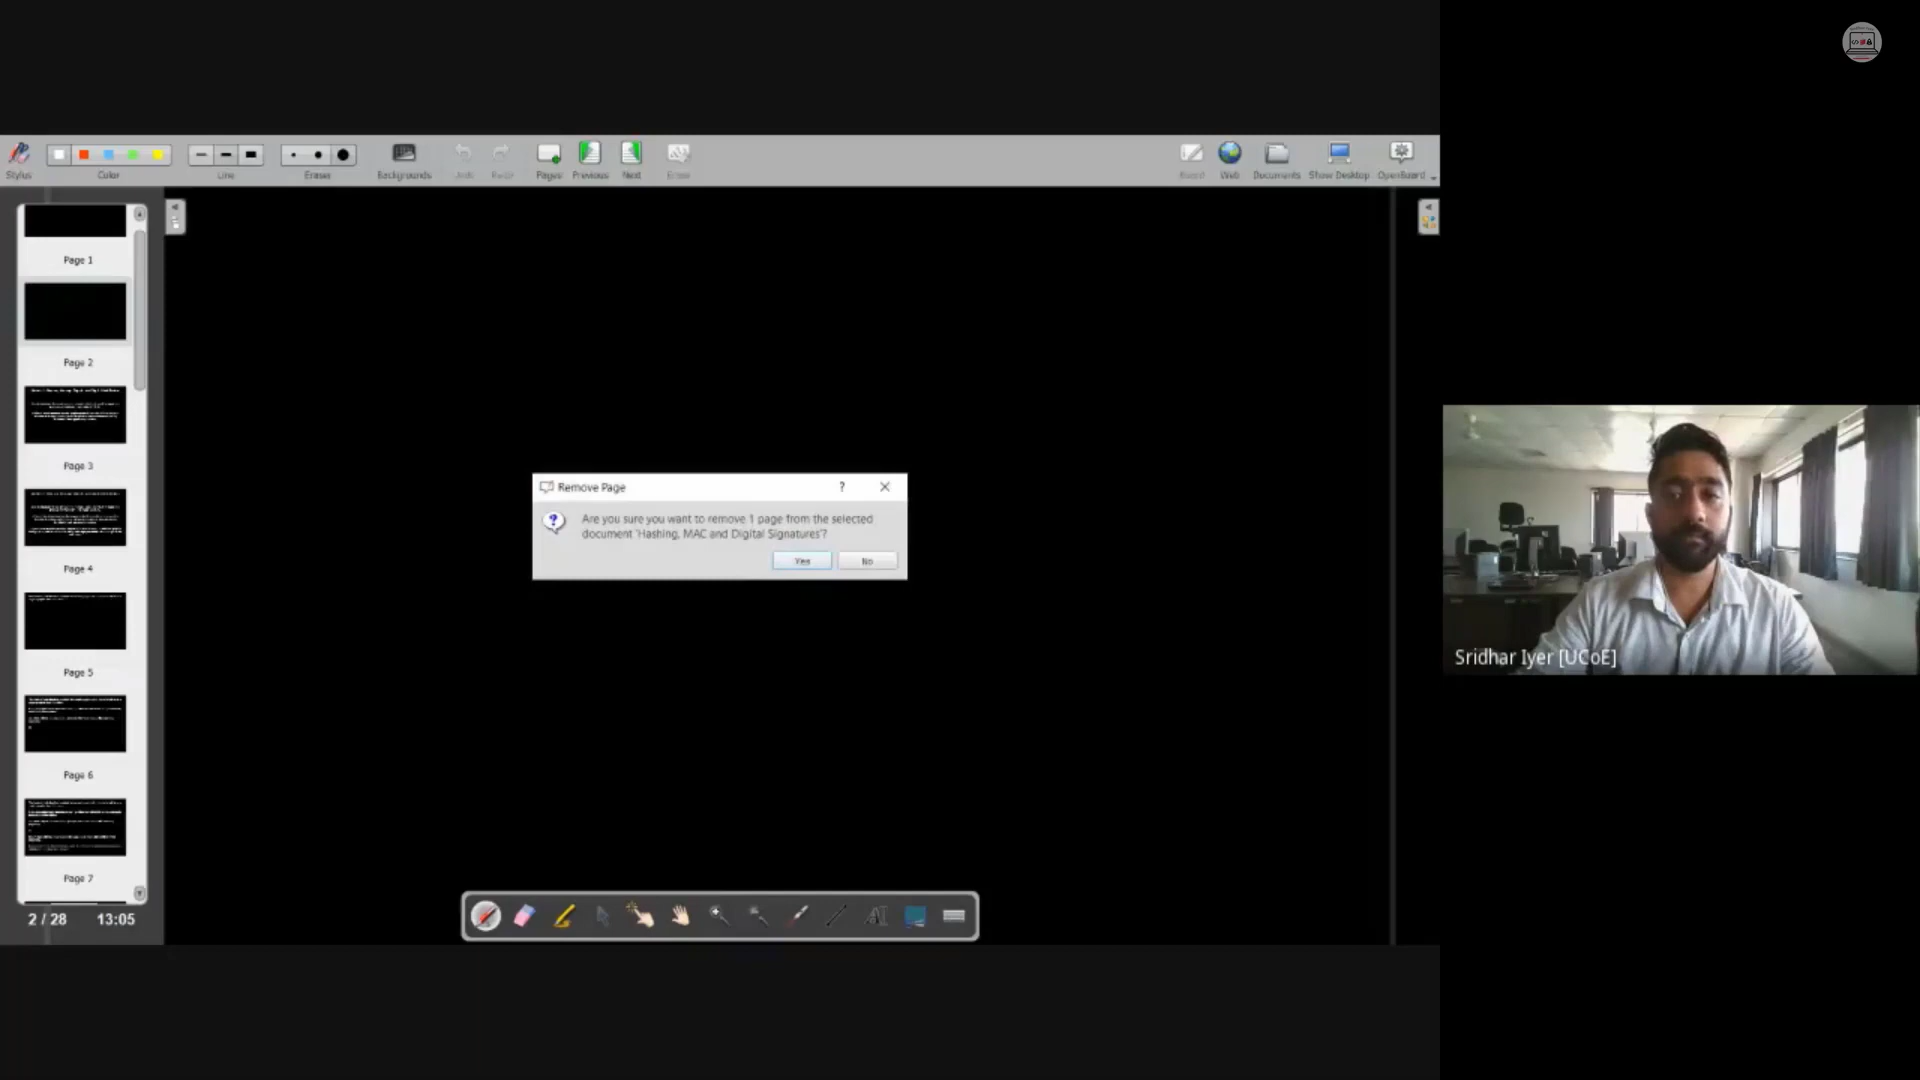 Stylus
Color
Line
Eraser
Backgrounds
Undo
Redo
Pages
Previous
Next
Erase
Board
Web
Documents
Show Desktop
OpenBoard
Page 1
Page 2
Page 3
Page 4
Page 5
Page 6
Page 7
2 / 28
13:05
Remove Page
?
Are you sure you want to remove 1 page from the selected
document 'Hashing, MAC and Digital Signatures'?
Yes
No
Sridhar Iyer [UCoE]